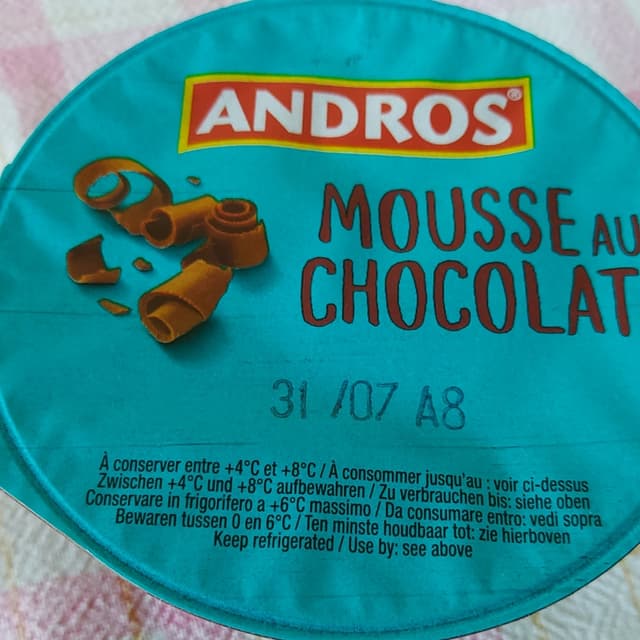 ANDROS®
MOUSSE AU
CHOCOLAT
31 /07 A8
À conserver entre +4°C et +8°C / À consommer jusqu'au : voir ci-dessus
Zwischen +4°C und +8°C aufbewahren / Zu verbrauchen bis: siehe oben
Conservare in frigorifero a +6°C massimo / Da consumare entro: vedi sopra
Bewaren tussen 0 en 6°C / Ten minste houdbaar tot: zie hierboven
Keep refrigerated / Use by: see above